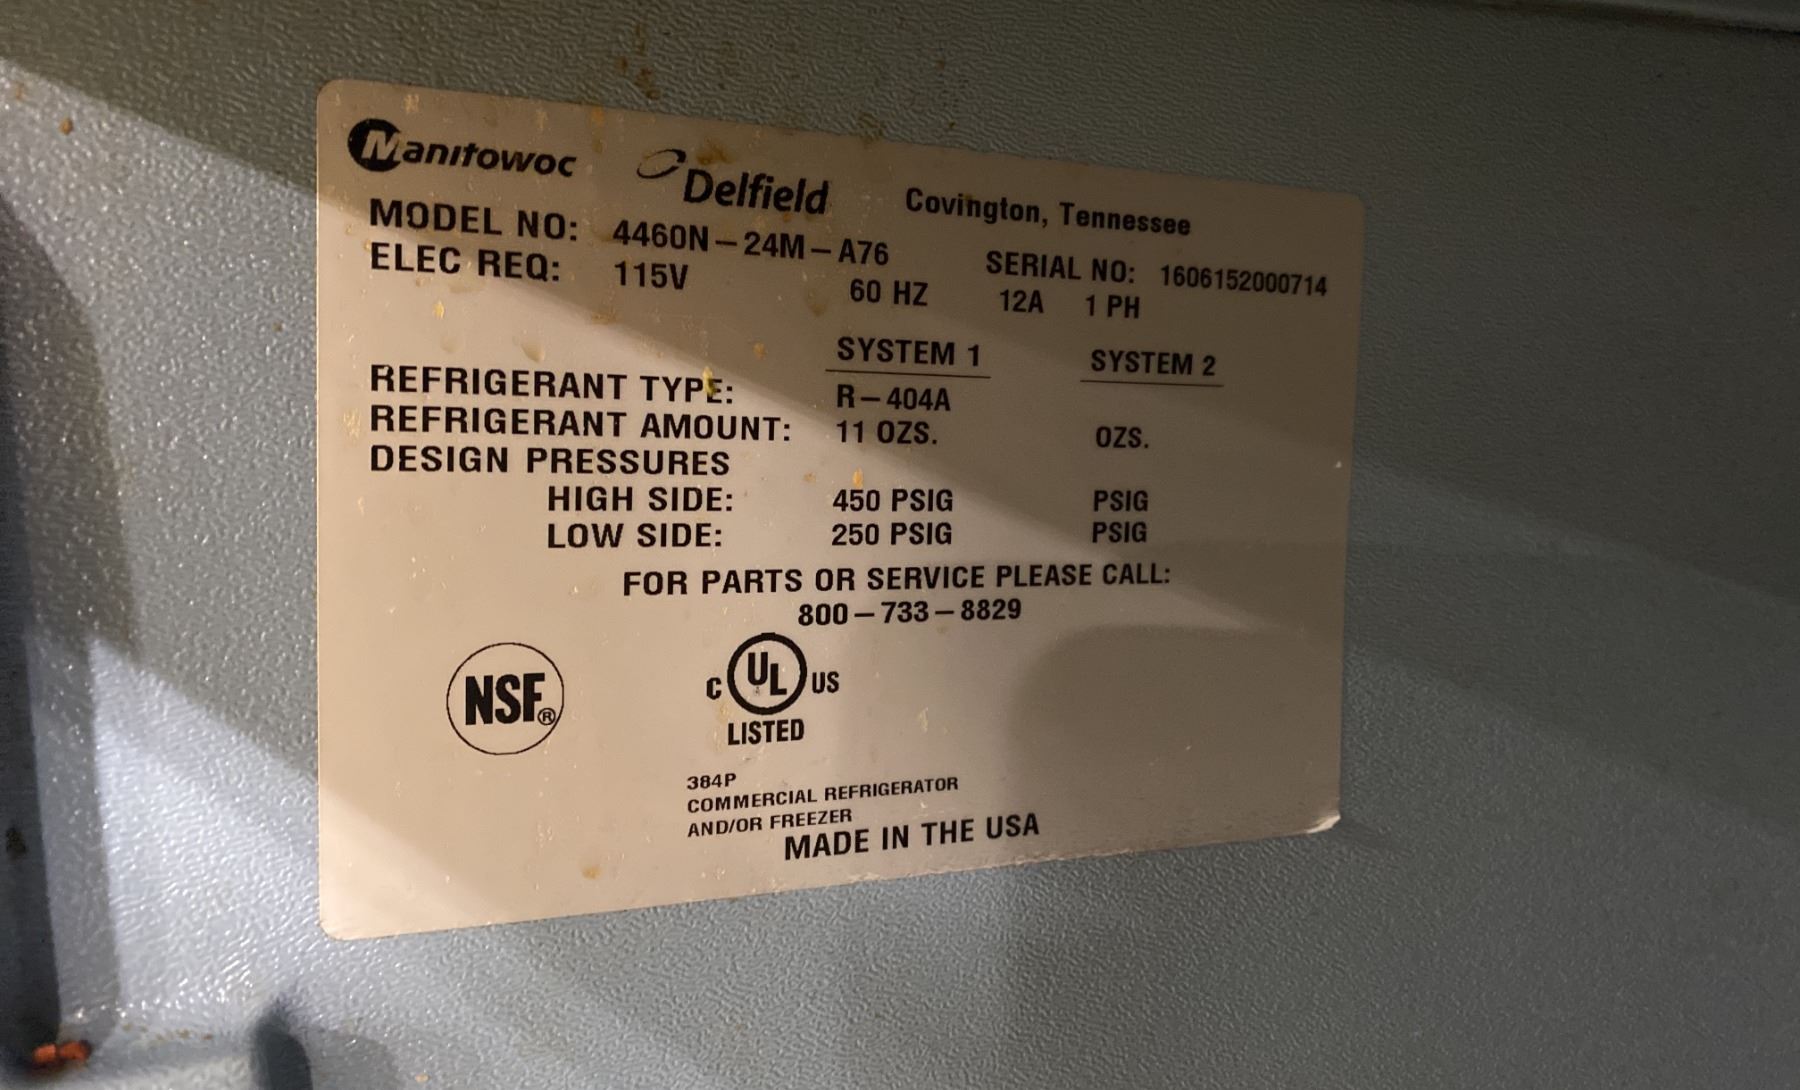 Manitowoc Delfield Covington, Tennessee
MODEL NO: 4460N-24M-A76 SERIAL NO: 1606152000714
ELEC REQ: 115V 60 HZ 12A 1 PH
SYSTEM 1 SYSTEM 2
REFRIGERANT TYPE: R-404A
REFRIGERANT AMOUNT: 11 OZS. OZS.
DESIGN PRESSURES
HIGH SIDE: 450 PSIG PSIG
LOW SIDE: 250 PSIG PSIG
FOR PARTS OR SERVICE PLEASE CALL:
800-733-8829
NSF®
C UL US
LISTED
384P
COMMERCIAL REFRIGERATOR
AND/OR FREEZER
MADE IN THE USA